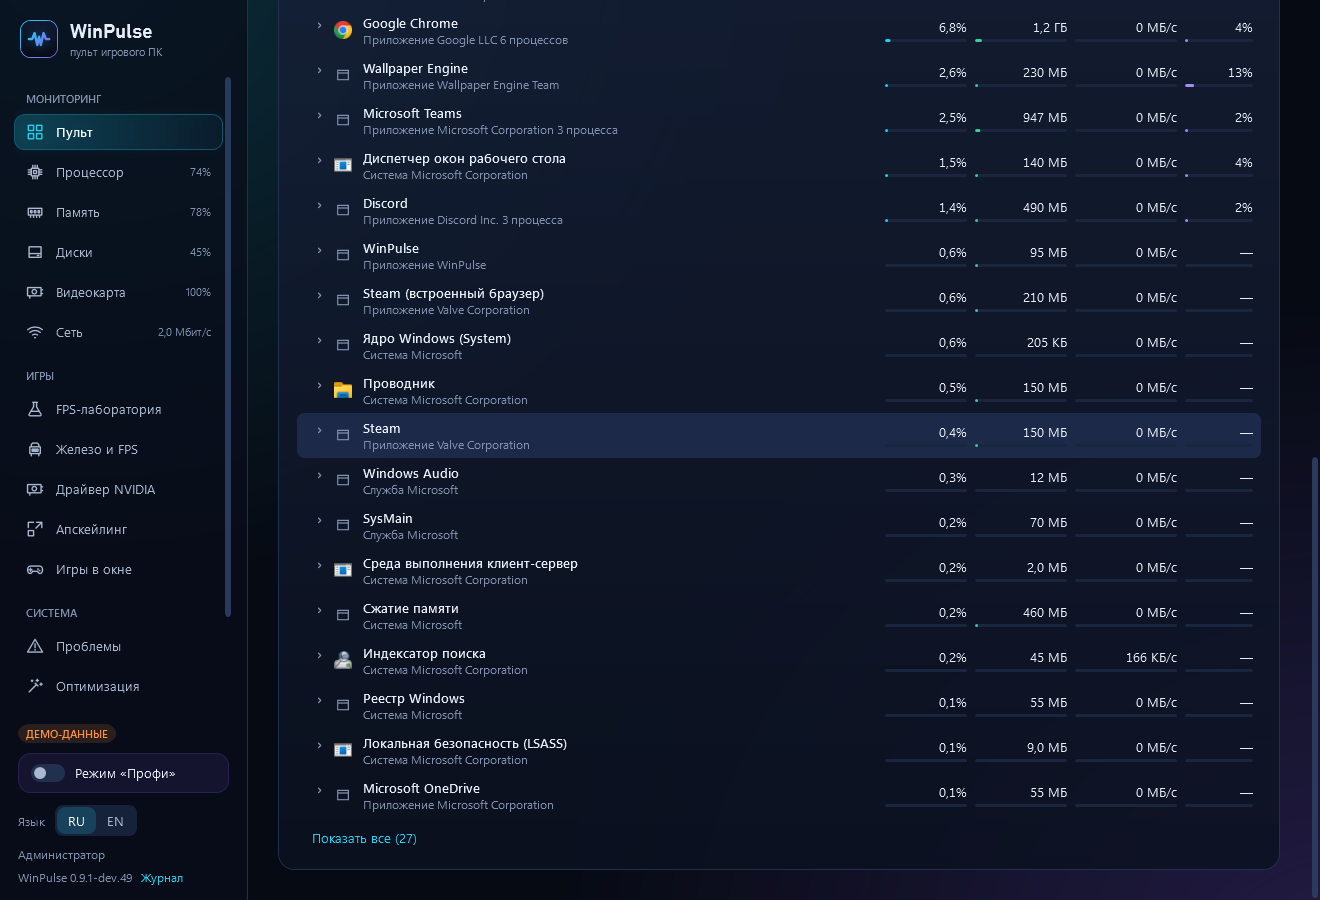 WinPulse
пульт игрового ПК
МОНИТОРИНГ
Пульт
Процессор 74%
Память 78%
Диски 45%
Видеокарта 100%
Сеть 2,0 Мбит/с
ИГРЫ
FPS-лаборатория
Железо и FPS
Драйвер NVIDIA
Апскейлинг
Игры в окне
СИСТЕМА
Проблемы
Оптимизация
ДЕМО-ДАННЫЕ
Режим «Профи»
Язык RU EN
Администратор
WinPulse 0.9.1-dev.49 Журнал
Google Chrome 6,8% 1,2 ГБ 0 МБ/с 4%
Приложение Google LLC 6 процессов
Wallpaper Engine 2,6% 230 МБ 0 МБ/с 13%
Приложение Wallpaper Engine Team
Microsoft Teams 2,5% 947 МБ 0 МБ/с 2%
Приложение Microsoft Corporation 3 процесса
Диспетчер окон рабочего стола 1,5% 140 МБ 0 МБ/с 4%
Система Microsoft Corporation
Discord 1,4% 490 МБ 0 МБ/с 2%
Приложение Discord Inc. 3 процесса
WinPulse 0,6% 95 МБ 0 МБ/с —
Приложение WinPulse
Steam (встроенный браузер) 0,6% 210 МБ 0 МБ/с —
Приложение Valve Corporation
Ядро Windows (System) 0,6% 205 КБ 0 МБ/с —
Система Microsoft
Проводник 0,5% 150 МБ 0 МБ/с —
Система Microsoft Corporation
Steam 0,4% 150 МБ 0 МБ/с —
Приложение Valve Corporation
Windows Audio 0,3% 12 МБ 0 МБ/с —
Служба Microsoft
SysMain 0,2% 70 МБ 0 МБ/с —
Служба Microsoft
Среда выполнения клиент-сервер 0,2% 2,0 МБ 0 МБ/с —
Система Microsoft Corporation
Сжатие памяти 0,2% 460 МБ 0 МБ/с —
Система Microsoft
Индексатор поиска 0,2% 45 МБ 166 КБ/с —
Система Microsoft Corporation
Реестр Windows 0,1% 55 МБ 0 МБ/с —
Система Microsoft
Локальная безопасность (LSASS) 0,1% 9,0 МБ 0 МБ/с —
Система Microsoft Corporation
Microsoft OneDrive 0,1% 55 МБ 0 МБ/с —
Приложение Microsoft Corporation
Показать все (27)